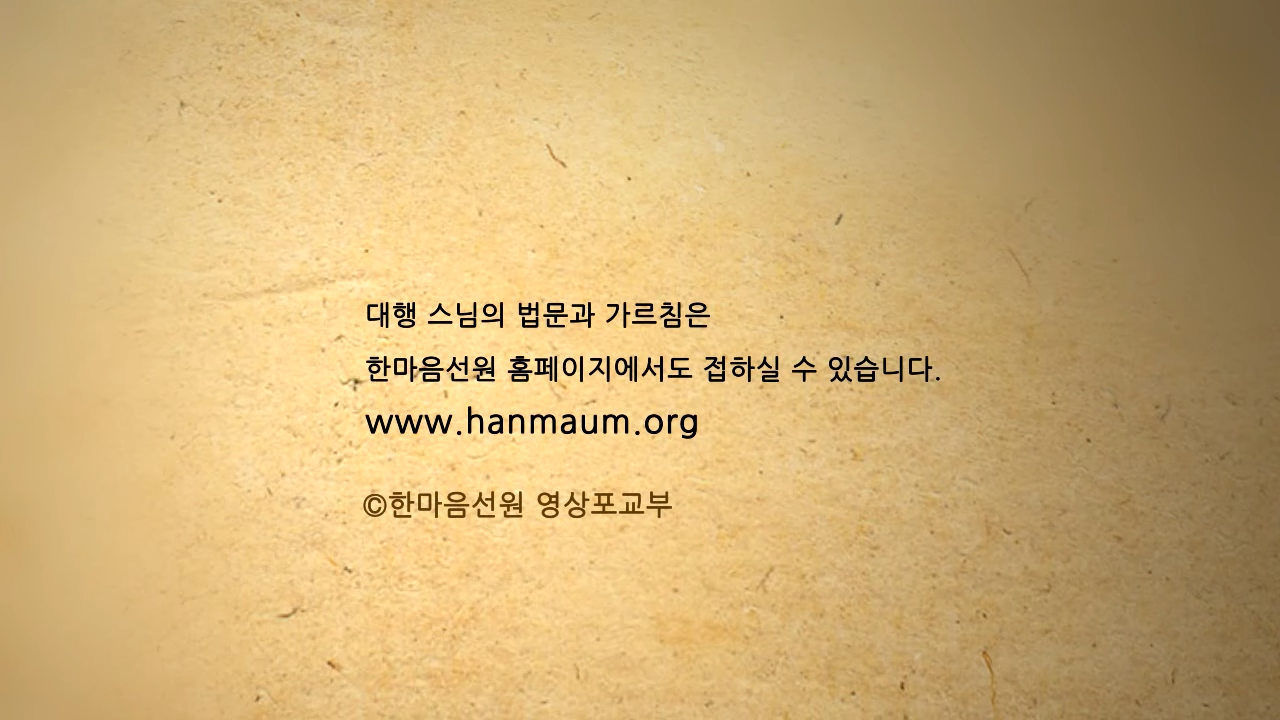 대행 스님의 법문과 가르침은
한마음선원 홈페이지에서도 접하실 수 있습니다.
www.hanmaum.org
©한마음선원 영상포교부